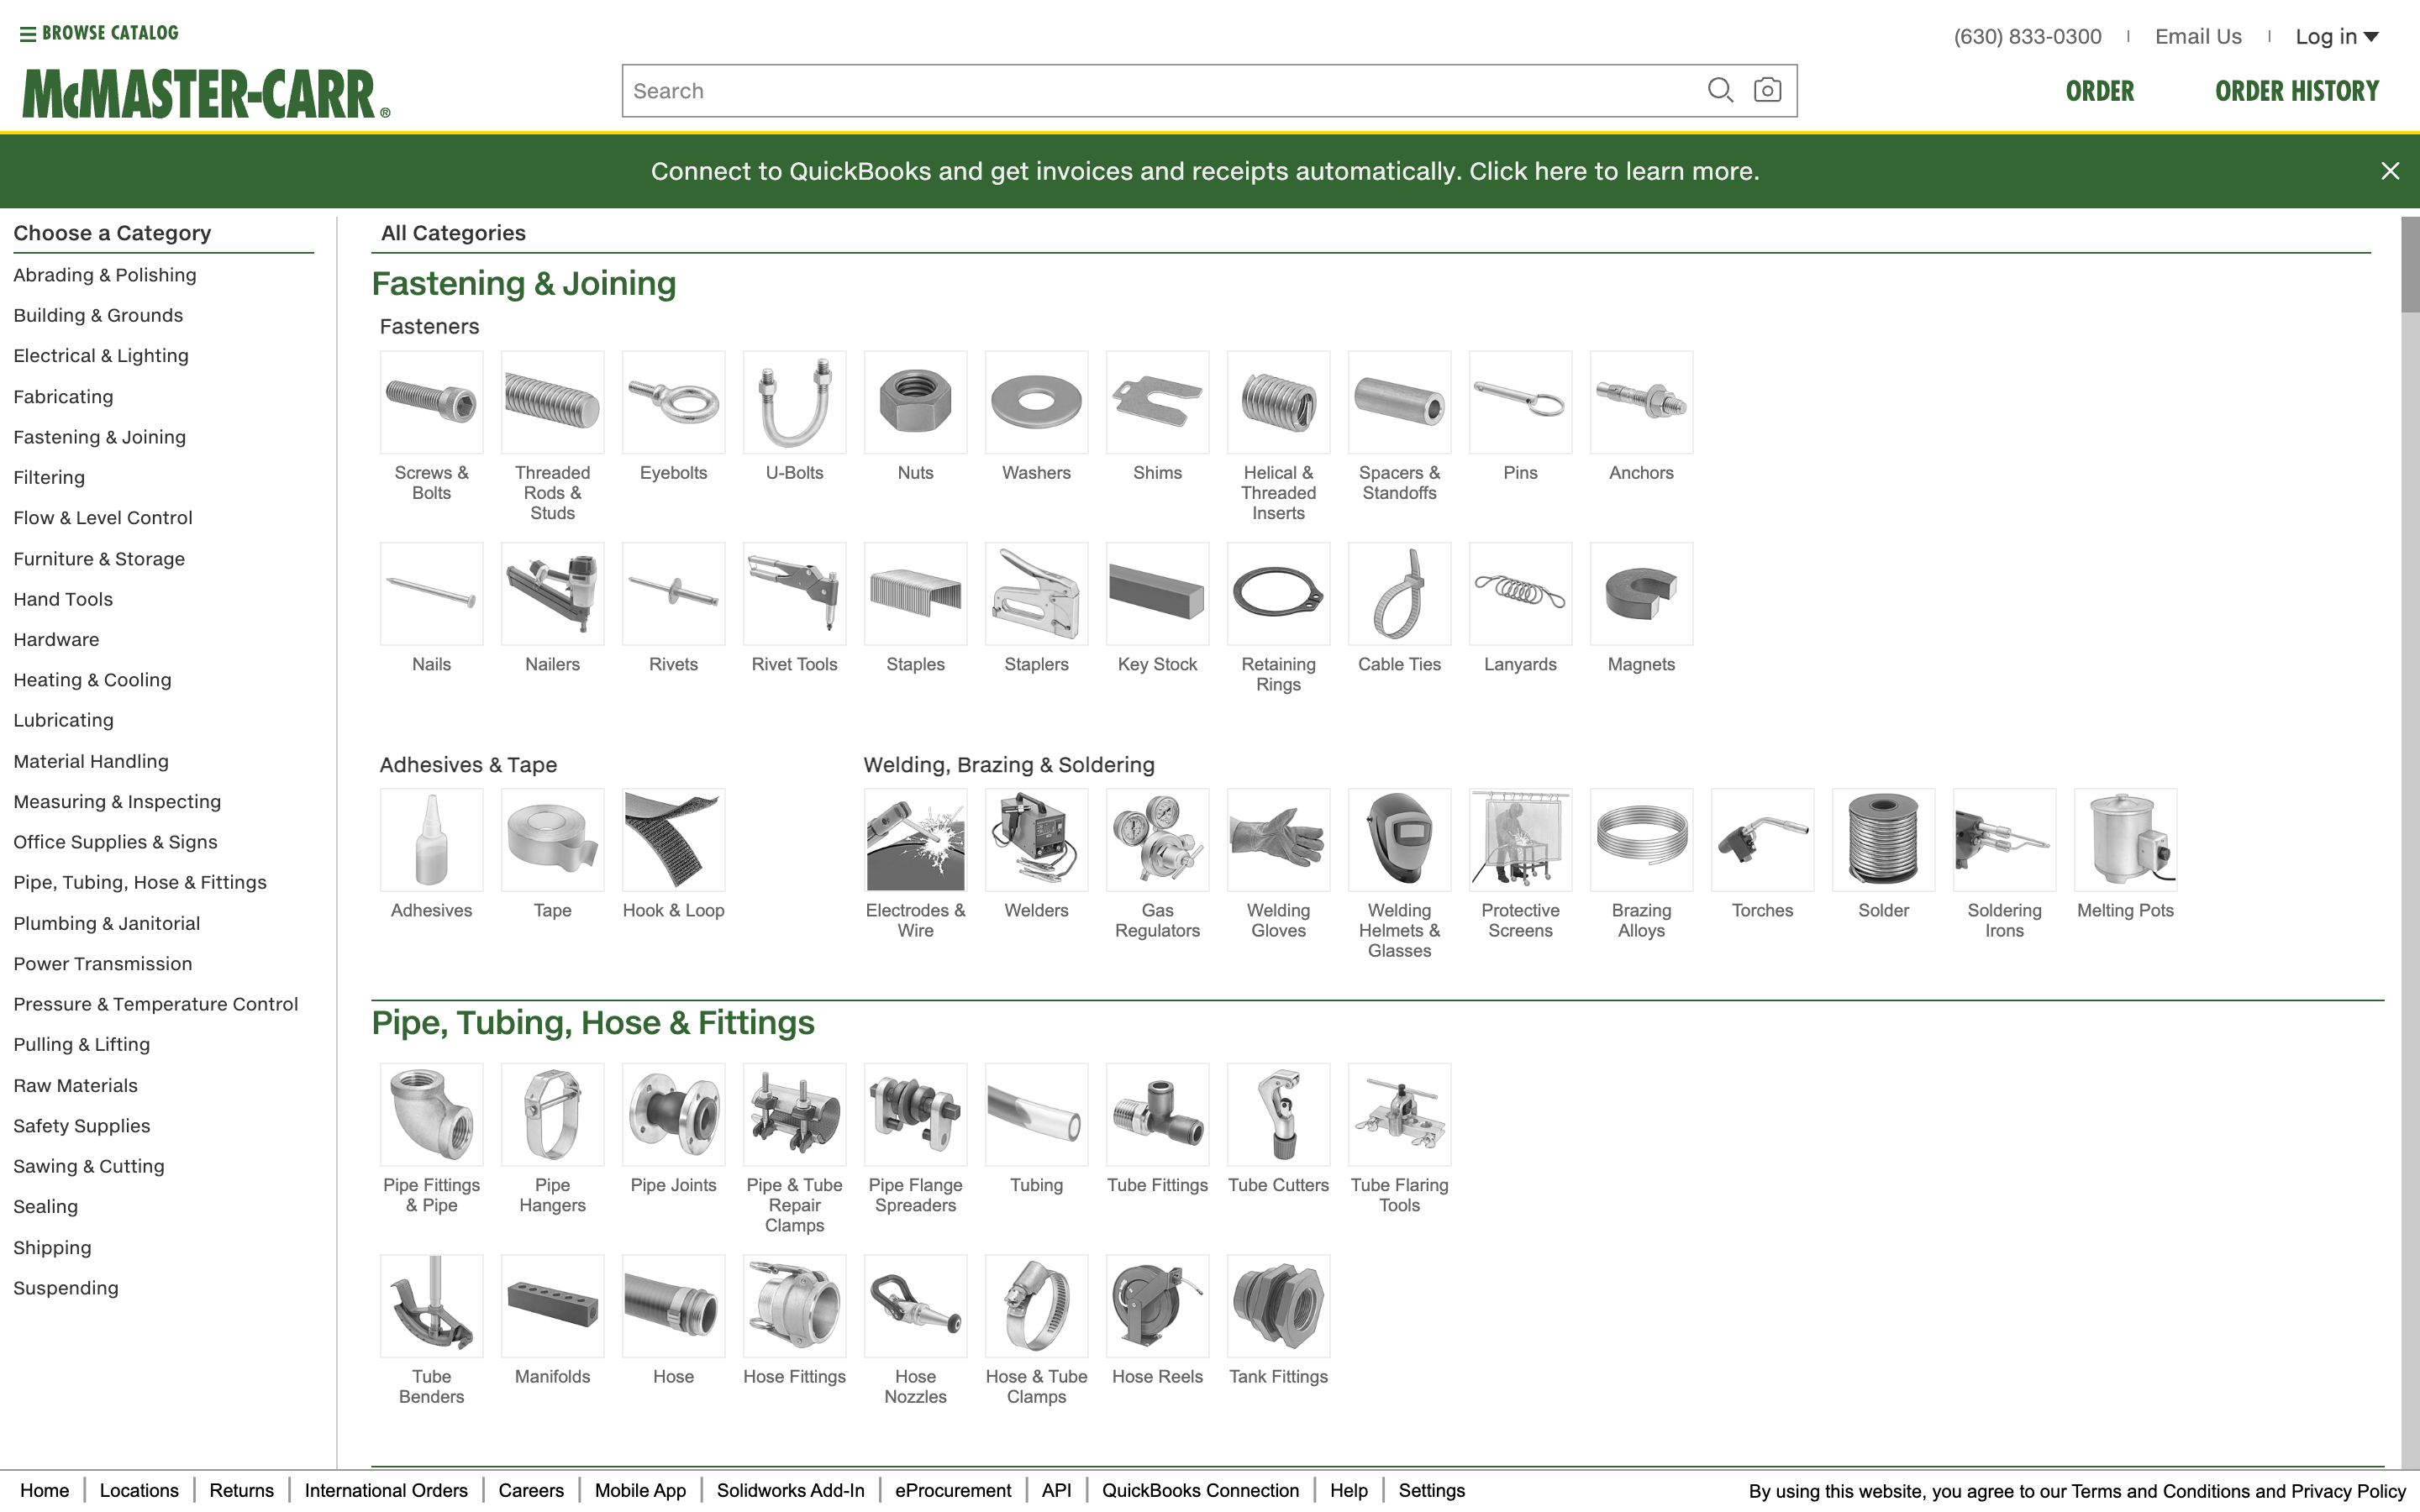 BROWSE CATALOG
(630) 833-0300
Email Us
Log in
McMASTER-CARR®
Search
ORDER
ORDER HISTORY
Connect to QuickBooks and get invoices and receipts automatically. Click here to learn more.
Choose a Category
Abrading & Polishing
Building & Grounds
Electrical & Lighting
Fabricating
Fastening & Joining
Filtering
Flow & Level Control
Furniture & Storage
Hand Tools
Hardware
Heating & Cooling
Lubricating
Material Handling
Measuring & Inspecting
Office Supplies & Signs
Pipe, Tubing, Hose & Fittings
Plumbing & Janitorial
Power Transmission
Pressure & Temperature Control
Pulling & Lifting
Raw Materials
Safety Supplies
Sawing & Cutting
Sealing
Shipping
Suspending
All Categories
Fastening & Joining
Fasteners
Screws &
Bolts
Threaded
Rods &
Studs
Eyebolts
U-Bolts
Nuts
Washers
Shims
Helical &
Threaded
Inserts
Spacers &
Standoffs
Pins
Anchors
Nails
Nailers
Rivets
Rivet Tools
Staples
Staplers
Key Stock
Retaining
Rings
Cable Ties
Lanyards
Magnets
Adhesives & Tape
Adhesives
Tape
Hook & Loop
Welding, Brazing & Soldering
Electrodes &
Wire
Welders
Gas
Regulators
Welding
Gloves
Welding
Helmets &
Glasses
Protective
Screens
Brazing
Alloys
Torches
Solder
Soldering
Irons
Melting Pots
Pipe, Tubing, Hose & Fittings
Pipe Fittings
& Pipe
Pipe
Hangers
Pipe Joints
Pipe & Tube
Repair
Clamps
Pipe Flange
Spreaders
Tubing
Tube Fittings
Tube Cutters
Tube Flaring
Tools
Tube
Benders
Manifolds
Hose
Hose Fittings
Hose
Nozzles
Hose & Tube
Clamps
Hose Reels
Tank Fittings
Home
Locations
Returns
International Orders
Careers
Mobile App
Solidworks Add-In
eProcurement
API
QuickBooks Connection
Help
Settings
By using this website, you agree to our Terms and Conditions and Privacy Policy